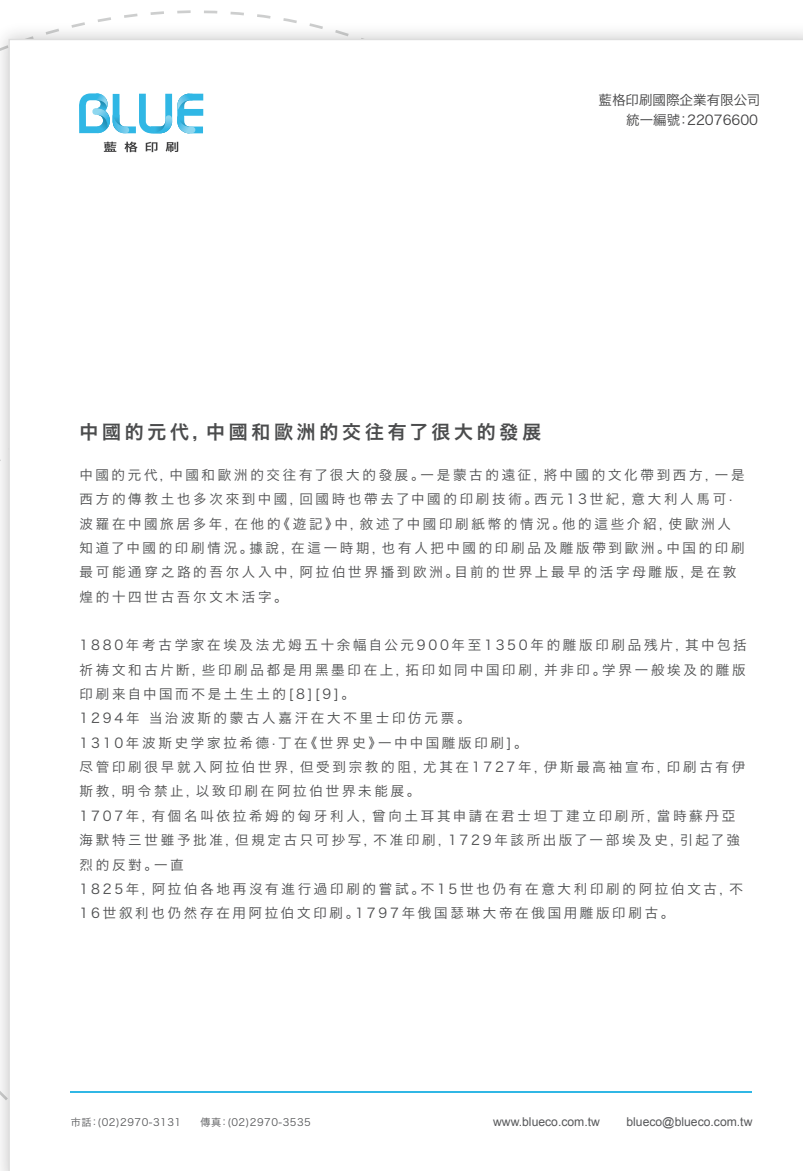 BLUE
藍格印刷
藍格印刷國際企業有限公司
統一編號：22076600
中國的元代，中國和歐洲的交往有了很大的發展
中國的元代，中國和歐洲的交往有了很大的發展。一是蒙古的遠征，將中國的文化帶到西方，一是
西方的傳教士也多次來到中國，回國時也帶去了中國的印刷技術。西元13世紀，意大利人馬可·
波羅在中國旅居多年，在他的《遊記》中，敘述了中國印刷紙幣的情況。他的這些介紹，使歐洲人
知道了中國的印刷情況。據說，在這一時期，也有人把中國的印刷品及雕版帶到歐洲。中国的印刷
最可能通穿之路的吾尔人入中，阿拉伯世界播到欧洲。目前的世界上最早的活字母雕版，是在敦
煌的十四世古吾尔文木活字。
1880年考古学家在埃及法尤姆五十余幅自公元900年至1350年的雕版印刷品残片，其中包括
祈祷文和古片断，些印刷品都是用黑墨印在上，拓印如同中国印刷，并非印。学界一般埃及的雕版
印刷来自中国而不是土生土的[8][9]。
1294年 当治波斯的蒙古人嘉汗在大不里士印仿元票。
1310年波斯史学家拉希德·丁在《世界史》一中中国雕版印刷]。
尽管印刷很早就入阿拉伯世界，但受到宗教的阻，尤其在1727年，伊斯最高袖宣布，印刷古有伊
斯教，明令禁止，以致印刷在阿拉伯世界未能展。
1707年，有個名叫依拉希姆的匈牙利人，曾向土耳其申請在君士坦丁建立印刷所，當時蘇丹亞
海默特三世雖予批准，但規定古只可抄写，不准印刷，1729年該所出版了一部埃及史，引起了強
烈的反對。一直
1825年，阿拉伯各地再沒有進行過印刷的嘗試。不15世也仍有在意大利印刷的阿拉伯文古，不
16世叙利也仍然存在用阿拉伯文印刷。1797年俄国瑟琳大帝在俄国用雕版印刷古。
市話：(02)2970-3131 傳真：(02)2970-3535 www.blueco.com.tw blueco@blueco.com.tw